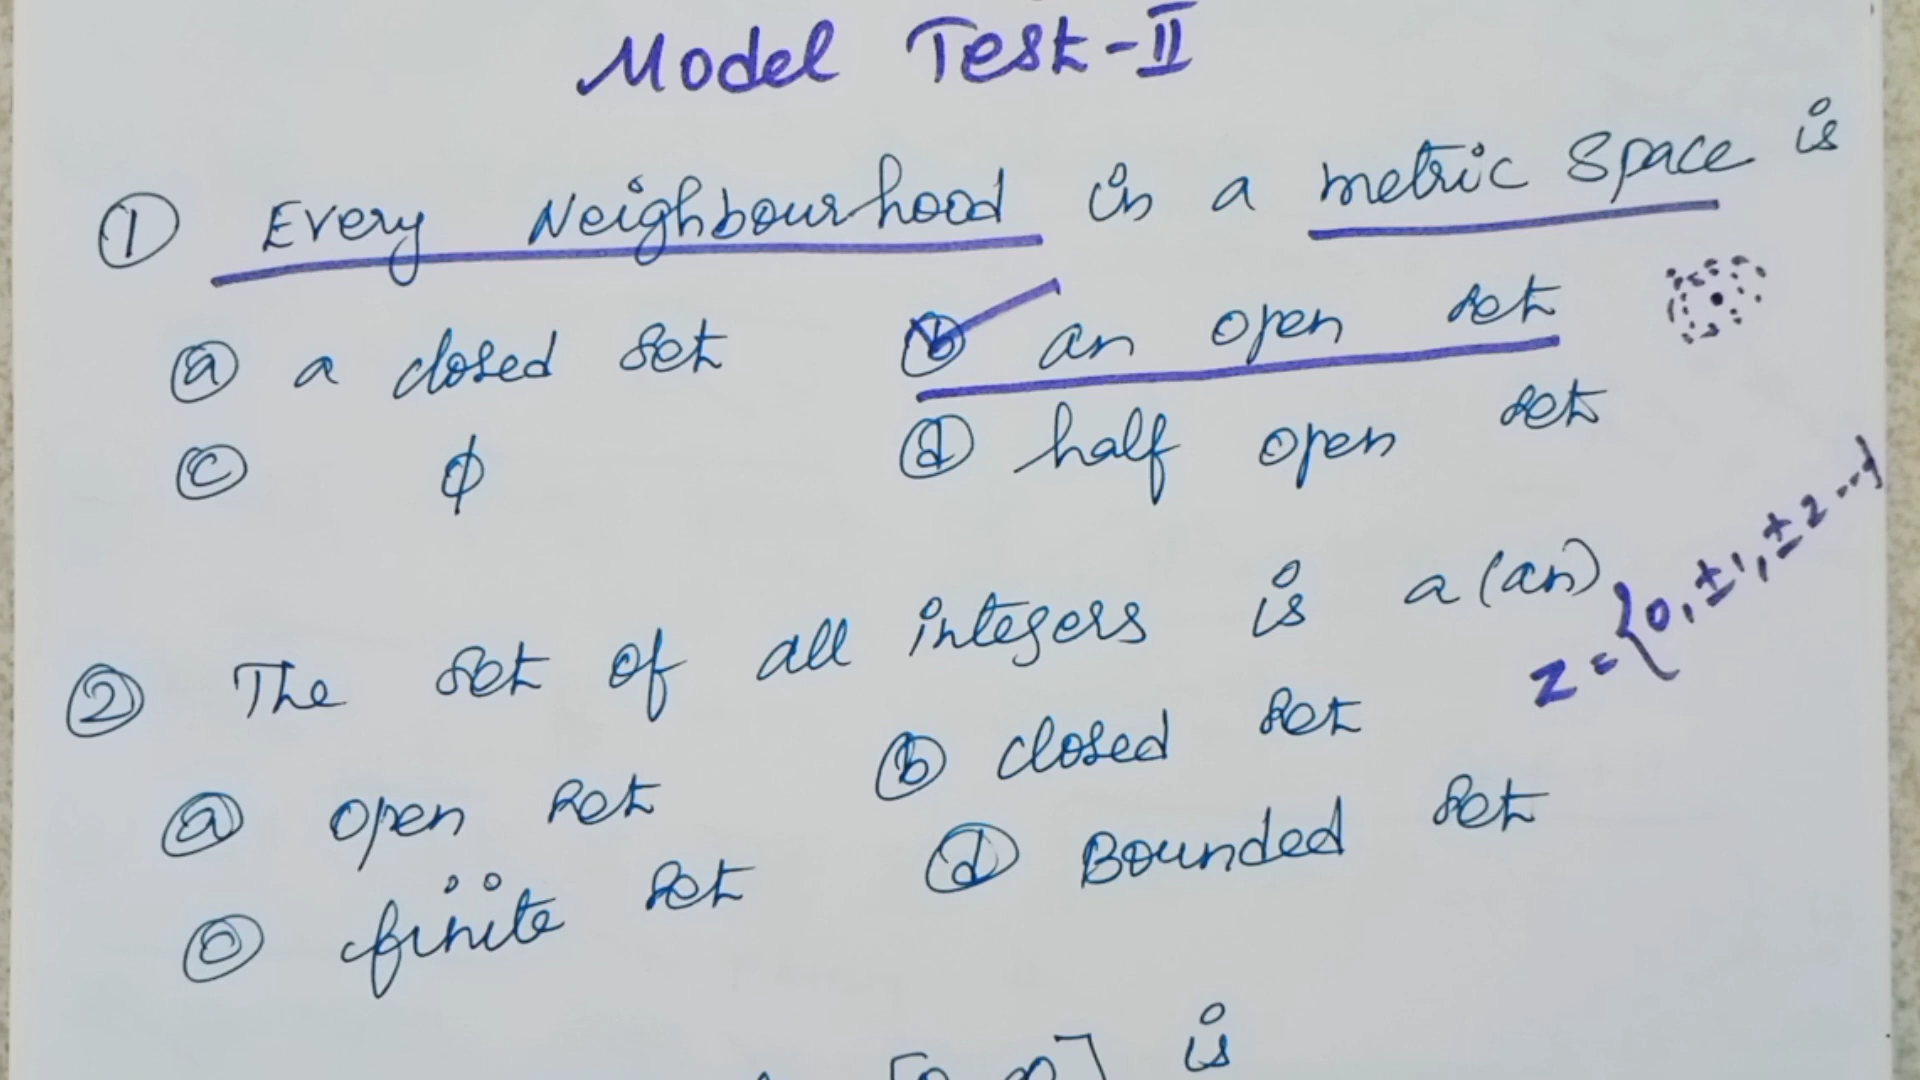 Model Test-II
① Every Neighbourhood in a metric space is
ⓐ a closed set ⓑ an open set
ⓒ ϕ ⓓ half open set
② The set of all integers is a (an)
Z = {0, ±1, ±2 --}
ⓐ open set ⓑ closed set
ⓒ finite set ⓓ Bounded set
is